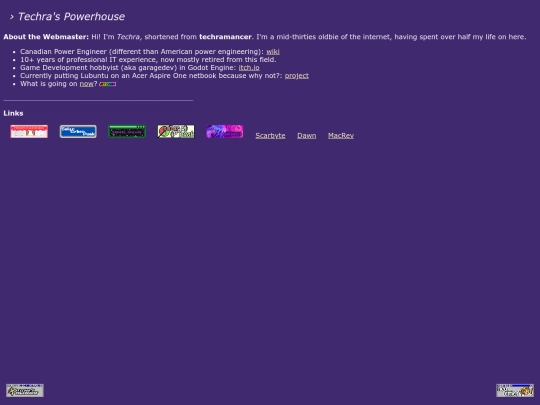 › Techra's Powerhouse
About the Webmaster: Hi! I'm Techra, shortened from techramancer. I'm a mid-thirties oldbie of the internet, having spent over half my life on here.
Canadian Power Engineer (different than American power engineering): wiki
10+ years of professional IT experience, now mostly retired from this field.
Game Development hobbyist (aka garagedev) in Godot Engine: itch.io
Currently putting Lubuntu on an Acer Aspire One netbook because why not?: project
What is going on now?
Links
Scarbyte Dawn MacRev